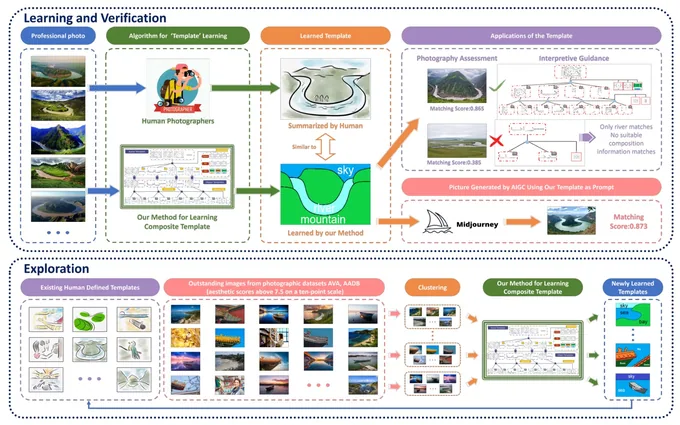 Learning and Verification
Professional photo
Algorithm for 'Template' Learning
Learned Template
Applications of the Template
PHOTOGRAPHER
Human Photographers
Summarized by Human
Similar to
Our Method for Learning
Composite Template
sky
mountain
Learned by our Method
Photography Assessment
Interpretive Guidance
Matching Score:0.865
Matching Score:0.385
Only river matches
No suitable
composition
information matches
Picture Generated by AIGC Using Our Template as Prompt
Midjourney
Matching
Score:0.873
Exploration
Existing Human Defined Templates
Outstanding images from photographic datasets AVA, AADB
(aesthetic scores above 7.5 on a ten-point scale)
Clustering
Our Method for Learning
Composite Template
Newly Learned
Templates
sky
sea
sky
sea